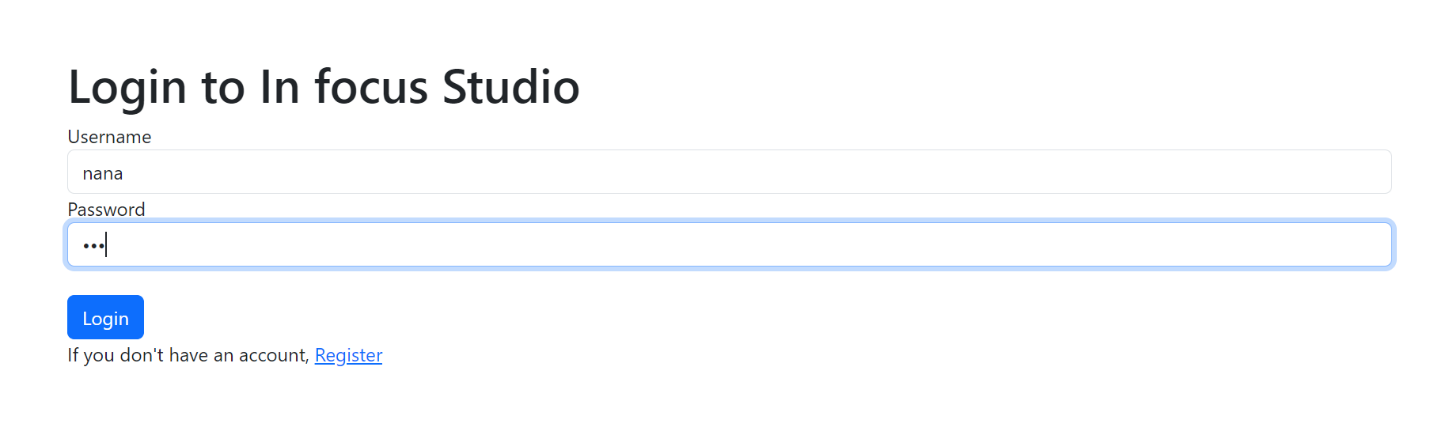 Login to In focus Studio
Username
nana
Password
•••
Login
If you don't have an account, Register